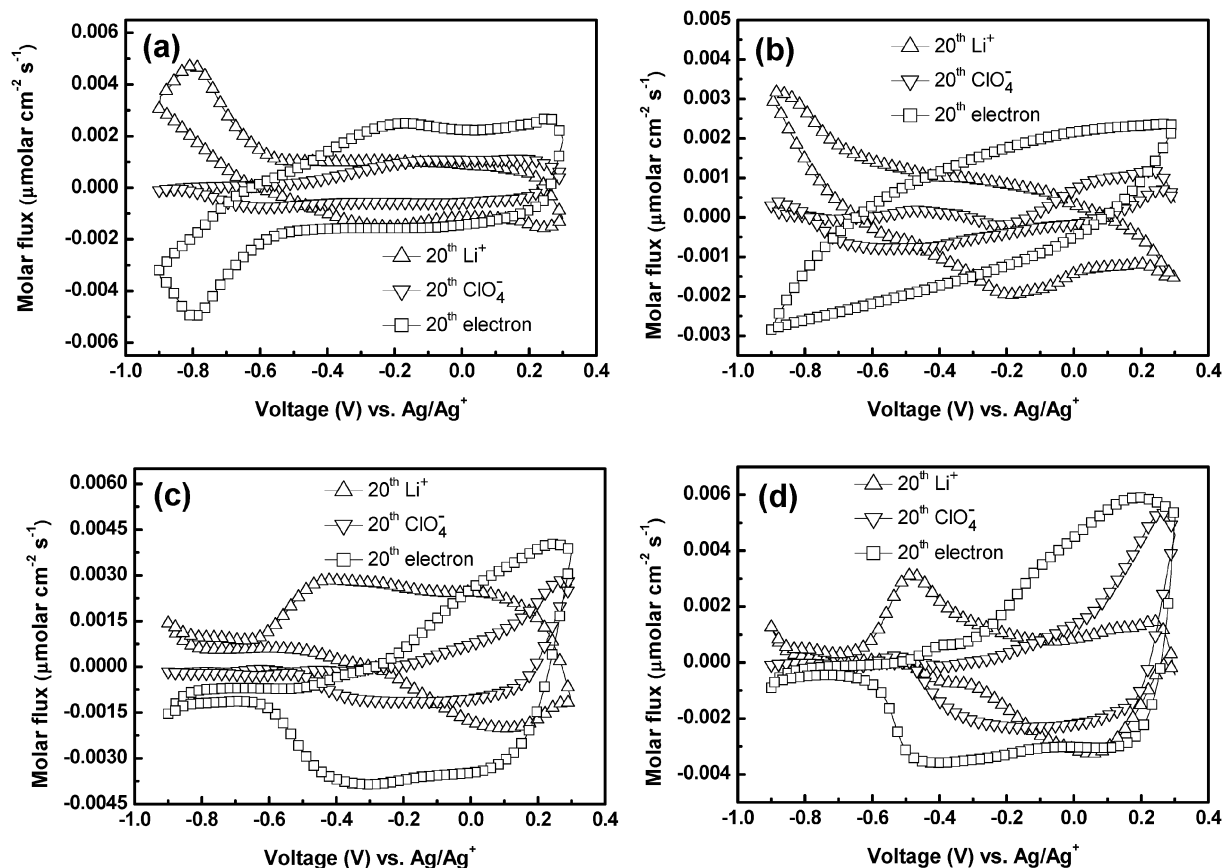 (a)
0.006
0.004
0.002
0.000
-0.002
-0.004
-0.006
Molar flux (μmolar cm⁻² s⁻¹)
20ᵗʰ Li⁺
20ᵗʰ ClO₄⁻
20ᵗʰ electron
-1.0 -0.8 -0.6 -0.4 -0.2 0.0 0.2 0.4
Voltage (V) vs. Ag/Ag⁺
(b)
0.005
0.004
0.003
0.002
0.001
0.000
-0.001
-0.002
-0.003
Molar flux (μmolar cm⁻² s⁻¹)
20ᵗʰ Li⁺
20ᵗʰ ClO₄⁻
20ᵗʰ electron
-1.0 -0.8 -0.6 -0.4 -0.2 0.0 0.2 0.4
Voltage (V) vs. Ag/Ag⁺
(c)
0.0060
0.0045
0.0030
0.0015
0.0000
-0.0015
-0.0030
-0.0045
Molar flux (μmolar cm⁻² s⁻¹)
20ᵗʰ Li⁺
20ᵗʰ ClO₄⁻
20ᵗʰ electron
-1.0 -0.8 -0.6 -0.4 -0.2 0.0 0.2 0.4
Voltage (V) vs. Ag/Ag⁺
(d)
0.006
0.004
0.002
0.000
-0.002
-0.004
Molar flux (μmolar cm⁻² s⁻¹)
20ᵗʰ Li⁺
20ᵗʰ ClO₄⁻
20ᵗʰ electron
-1.0 -0.8 -0.6 -0.4 -0.2 0.0 0.2 0.4
Voltage (V) vs. Ag/Ag⁺